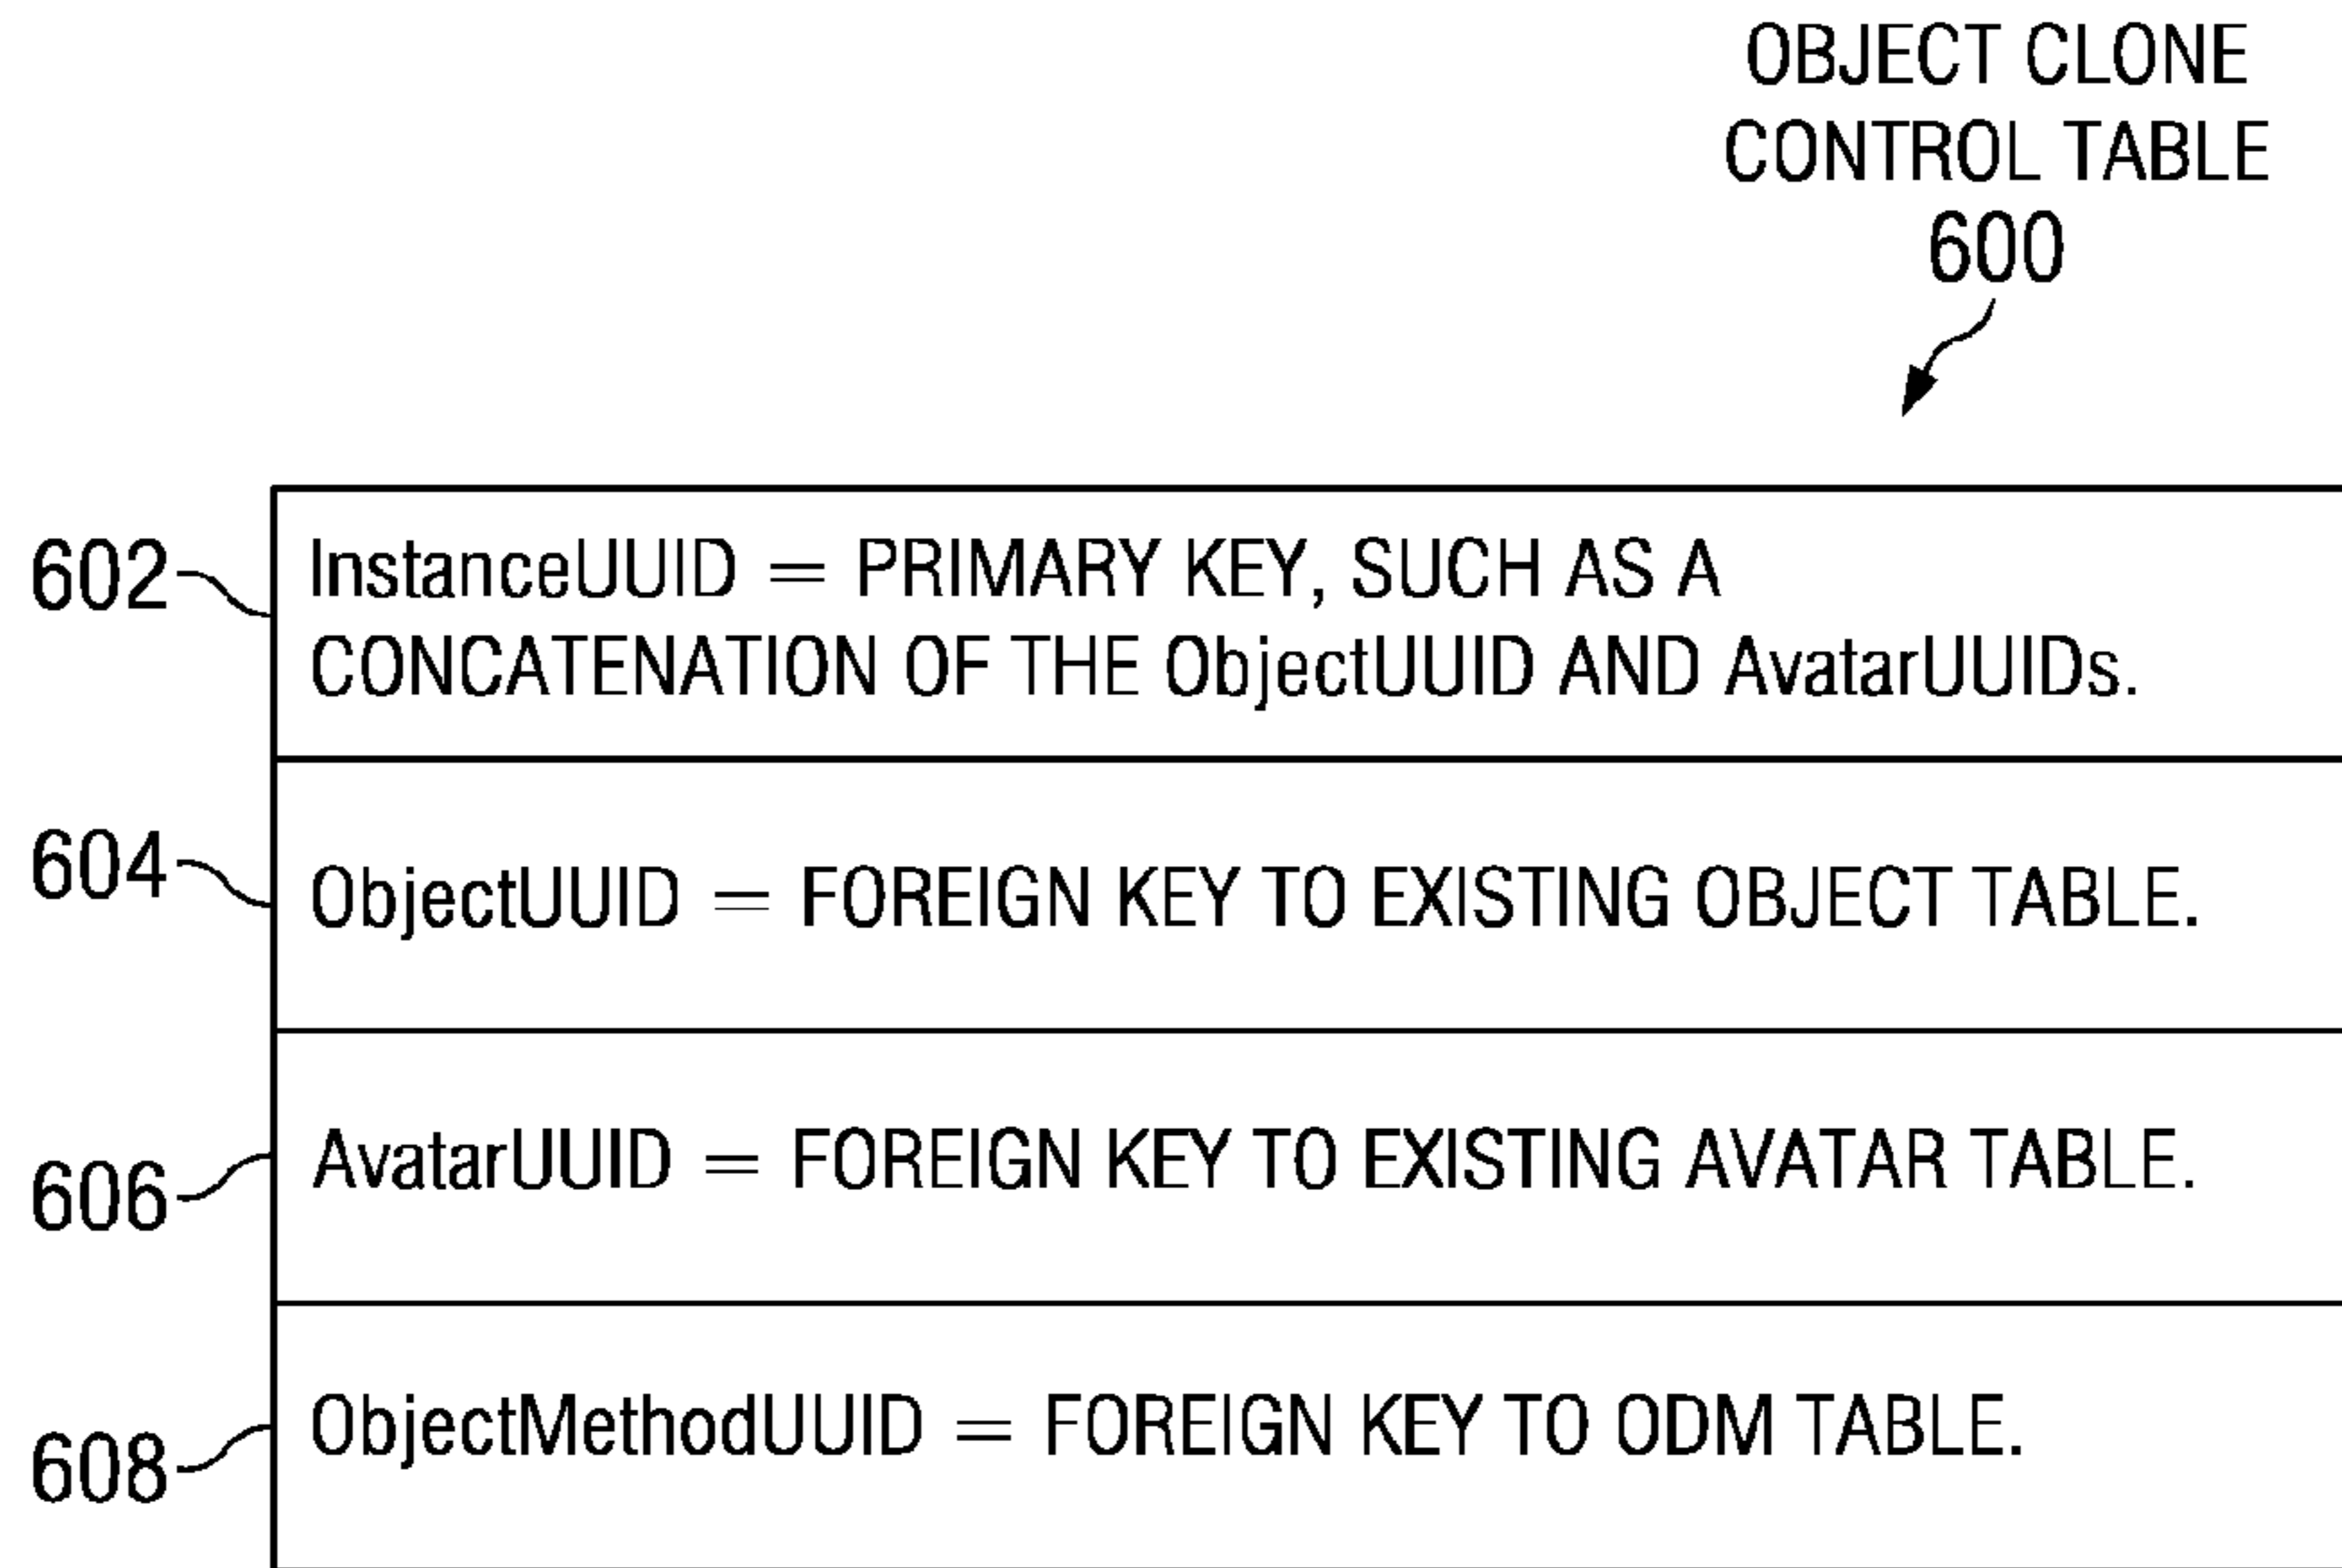 OBJECT CLONE
CONTROL TABLE
600
602
InstanceUUID = PRIMARY KEY, SUCH AS A
CONCATENATION OF THE ObjectUUID AND AvatarUUIDs.
604
ObjectUUID = FOREIGN KEY TO EXISTING OBJECT TABLE.
606
AvatarUUID = FOREIGN KEY TO EXISTING AVATAR TABLE.
608
ObjectMethodUUID = FOREIGN KEY TO ODM TABLE.